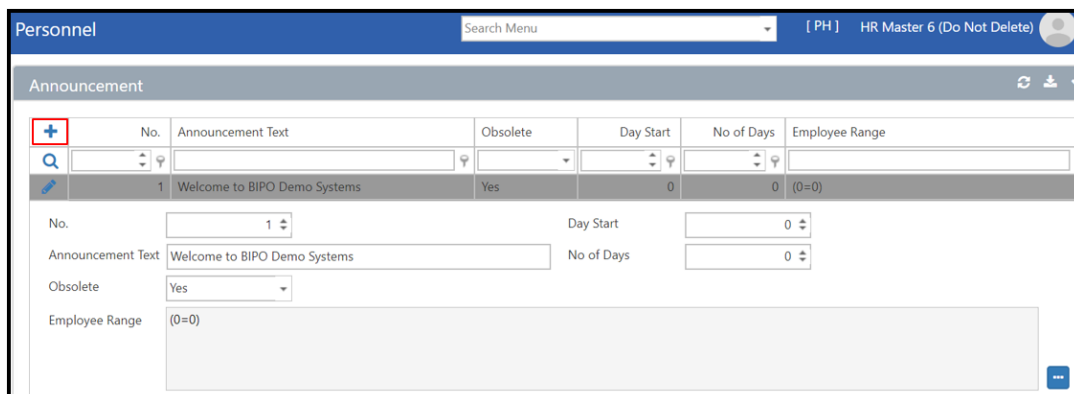 Personnel Search Menu [ PH ] HR Master 6 (Do Not Delete)
Announcement
No. Announcement Text Obsolete Day Start No of Days Employee Range
1 Welcome to BIPO Demo Systems Yes 0 0 (0=0)
No. 1 Day Start 0
Announcement Text Welcome to BIPO Demo Systems No of Days 0
Obsolete Yes
Employee Range (0=0)